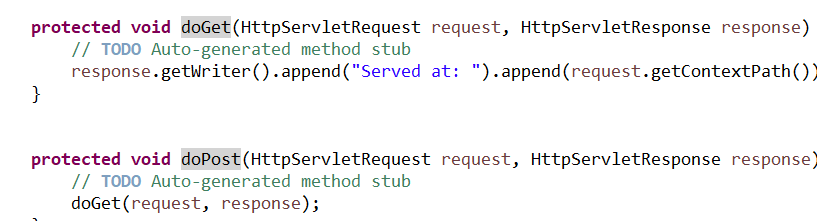 protected void doGet(HttpServletRequest request, HttpServletResponse response)
// TODO Auto-generated method stub
response.getWriter().append("Served at: ").append(request.getContextPath())
}
protected void doPost(HttpServletRequest request, HttpServletResponse response)
// TODO Auto-generated method stub
doGet(request, response);